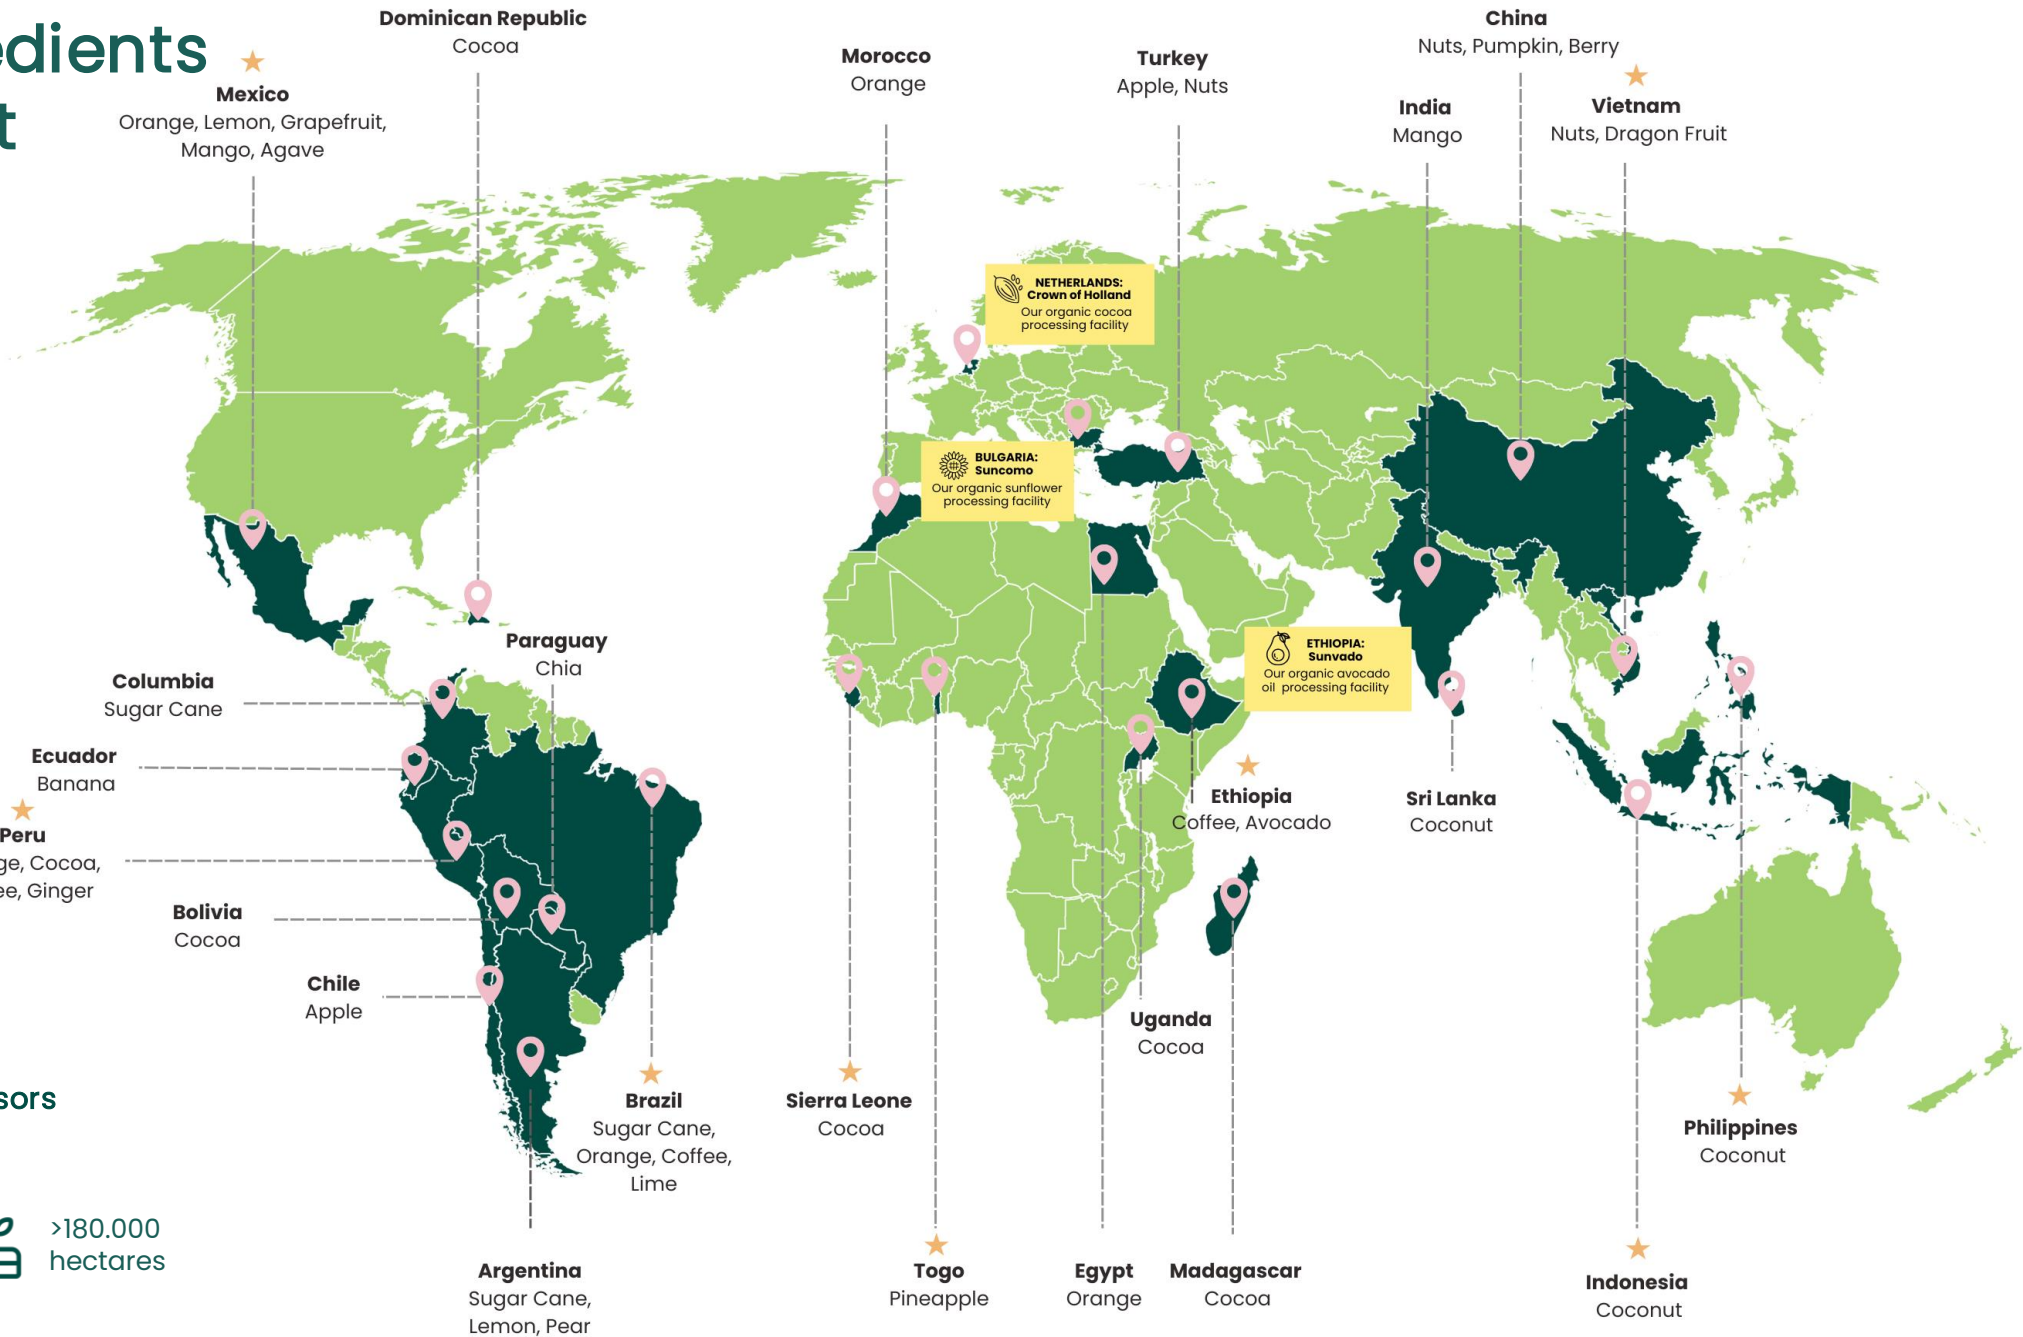 edients
t
Dominican Republic
Cocoa
China
Nuts, Pumpkin, Berry
Morocco
Orange
Turkey
Apple, Nuts
Mexico
Orange, Lemon, Grapefruit,
Mango, Agave
India
Mango
Vietnam
Nuts, Dragon Fruit
NETHERLANDS:
Crown of Holland
Our organic cocoa
processing facility
BULGARIA:
Suncomo
Our organic sunflower
processing facility
ETHIOPIA:
Sunvado
Our organic avocado
oil processing facility
Paraguay
Chia
Columbia
Sugar Cane
Ecuador
Banana
Peru
ge, Cocoa,
ee, Ginger
Bolivia
Cocoa
Chile
Apple
Ethiopia
Coffee, Avocado
Sri Lanka
Coconut
Uganda
Cocoa
sors
Brazil
Sugar Cane,
Orange, Coffee,
Lime
Sierra Leone
Cocoa
Philippines
Coconut
>180.000
hectares
Argentina
Sugar Cane,
Lemon, Pear
Togo
Pineapple
Egypt
Orange
Madagascar
Cocoa
Indonesia
Coconut